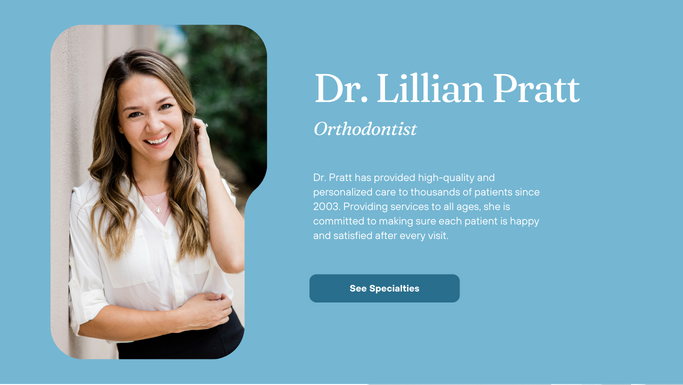 Dr. Lillian Pratt
Orthodontist
Dr. Pratt has provided high-quality and
personalized care to thousands of patients since
2003. Providing services to all ages, she is
committed to making sure each patient is happy
and satisfied after every visit.
See Specialties